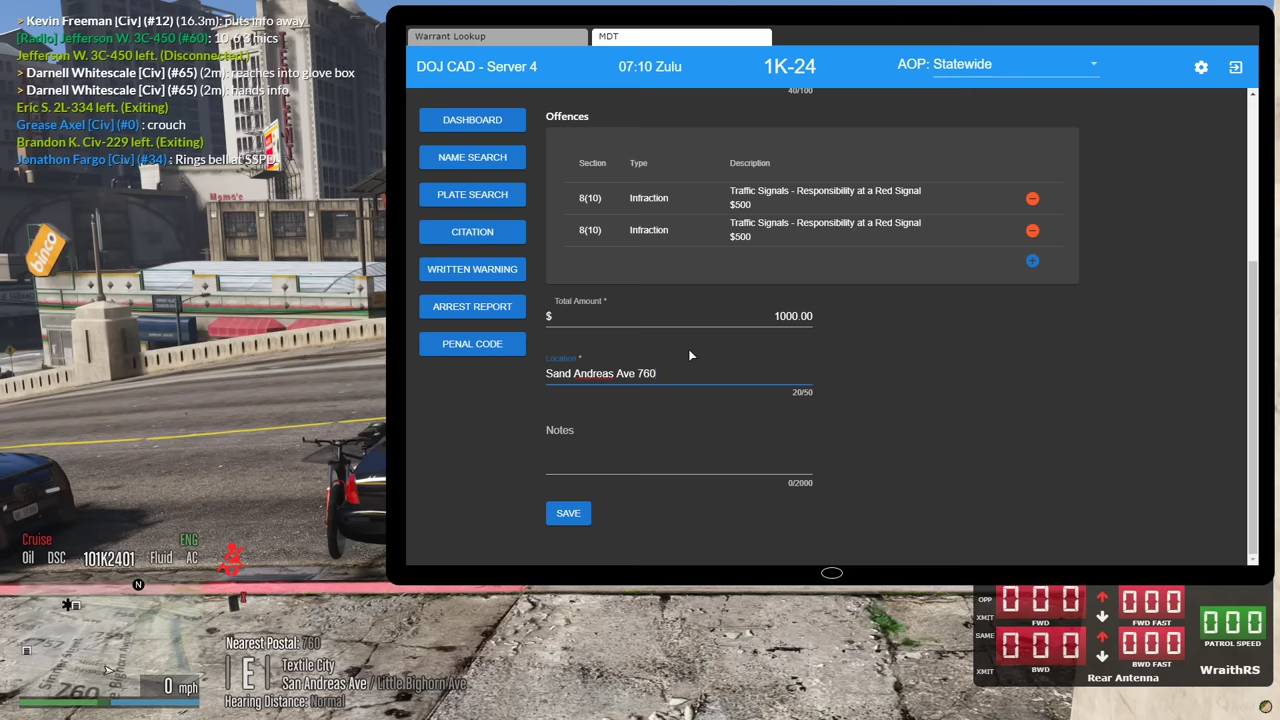 > Kevin Freeman [Civ] (#12) (16.3m): puts info away
[Radio] Jefferson W. 3C-450 (#60): 10-6 3 mics
Jefferson W. 3C-450 left. (Disconnected.)
> Darnell Whitescale [Civ] (#65) (2m): reaches into glove box
> Darnell Whitescale [Civ] (#65) (2m): hands info
Eric S. 2L-334 left. (Exiting)
Grease Axel [Civ] (#0) : crouch
Brandon K. Civ-229 left. (Exiting)
Jonathon Fargo [Civ] (#34) : Rings bell at SSPD
Mama's
binco
Warrant Lookup
MDT
DOJ CAD - Server 4
07:10 Zulu
1K-24
AOP: Statewide
40/100
DASHBOARD
NAME SEARCH
PLATE SEARCH
CITATION
WRITTEN WARNING
ARREST REPORT
PENAL CODE
Offences
Section Type Description
8(10) Infraction Traffic Signals - Responsibility at a Red Signal
$500
8(10) Infraction Traffic Signals - Responsibility at a Red Signal
$500
Total Amount *
$ 1000.00
Location *
Sand Andreas Ave 760
20/50
Notes
0/2000
SAVE
Cruise ENG
Oil DSC 101K2401 Fluid AC
N
Nearest Postal: 760
E
Textile City
San Andreas Ave / Little Bighorn Ave
Hearing Distance: Normal
760
0 mph
OPP
XMIT
SAME
XMIT
000
FWD
000
FWD FAST
000
BWD
000
BWD FAST
Rear Antenna
000
PATROL SPEED
WraithRS